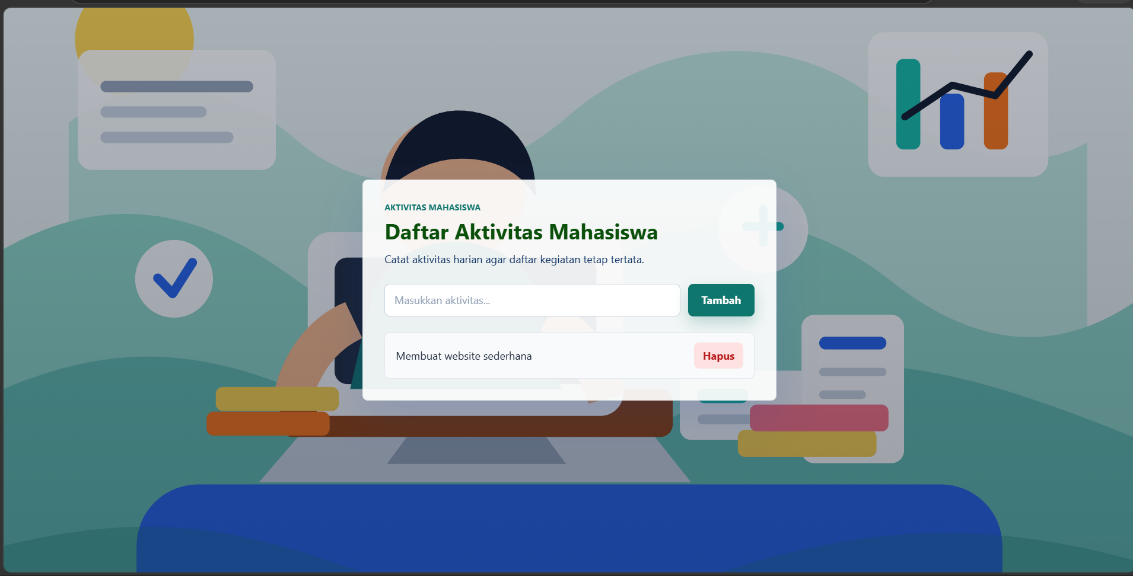 AKTIVITAS MAHASISWA
Daftar Aktivitas Mahasiswa
Catat aktivitas harian agar daftar kegiatan tetap tertata.
Masukkan aktivitas...
Tambah
Membuat website sederhana
Hapus